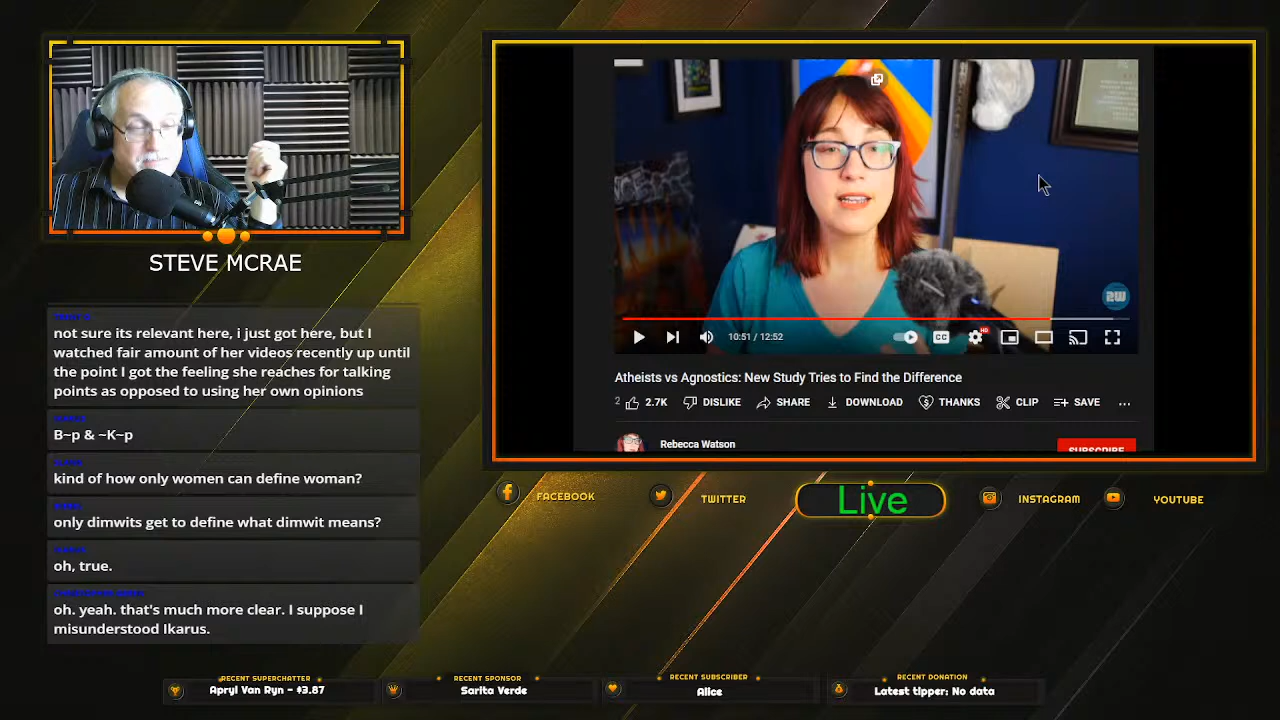 STEVE MCRAE
not sure its relevant here, i just got here, but I
watched fair amount of her videos recently up until
the point I got the feeling she reaches for talking
points as opposed to using her own opinions
B~p & ~K~p
kind of how only women can define woman?
only dimwits get to define what dimwit means?
oh, true.
oh. yeah. that's much more clear. I suppose I
misunderstood Ikarus.
10:51 / 12:52
CC
HD
Atheists vs Agnostics: New Study Tries to Find the Difference
2 2.7K DISLIKE SHARE DOWNLOAD THANKS CLIP SAVE ...
Rebecca Watson
SUBSCRIBE
FACEBOOK
TWITTER
Live
INSTAGRAM
YOUTUBE
RECENT SUPERCHATTER
Apryl Van Ryn - $3.87
RECENT SPONSOR
Sarita Verde
RECENT SUBSCRIBER
Alice
RECENT DONATION
Latest tipper: No data